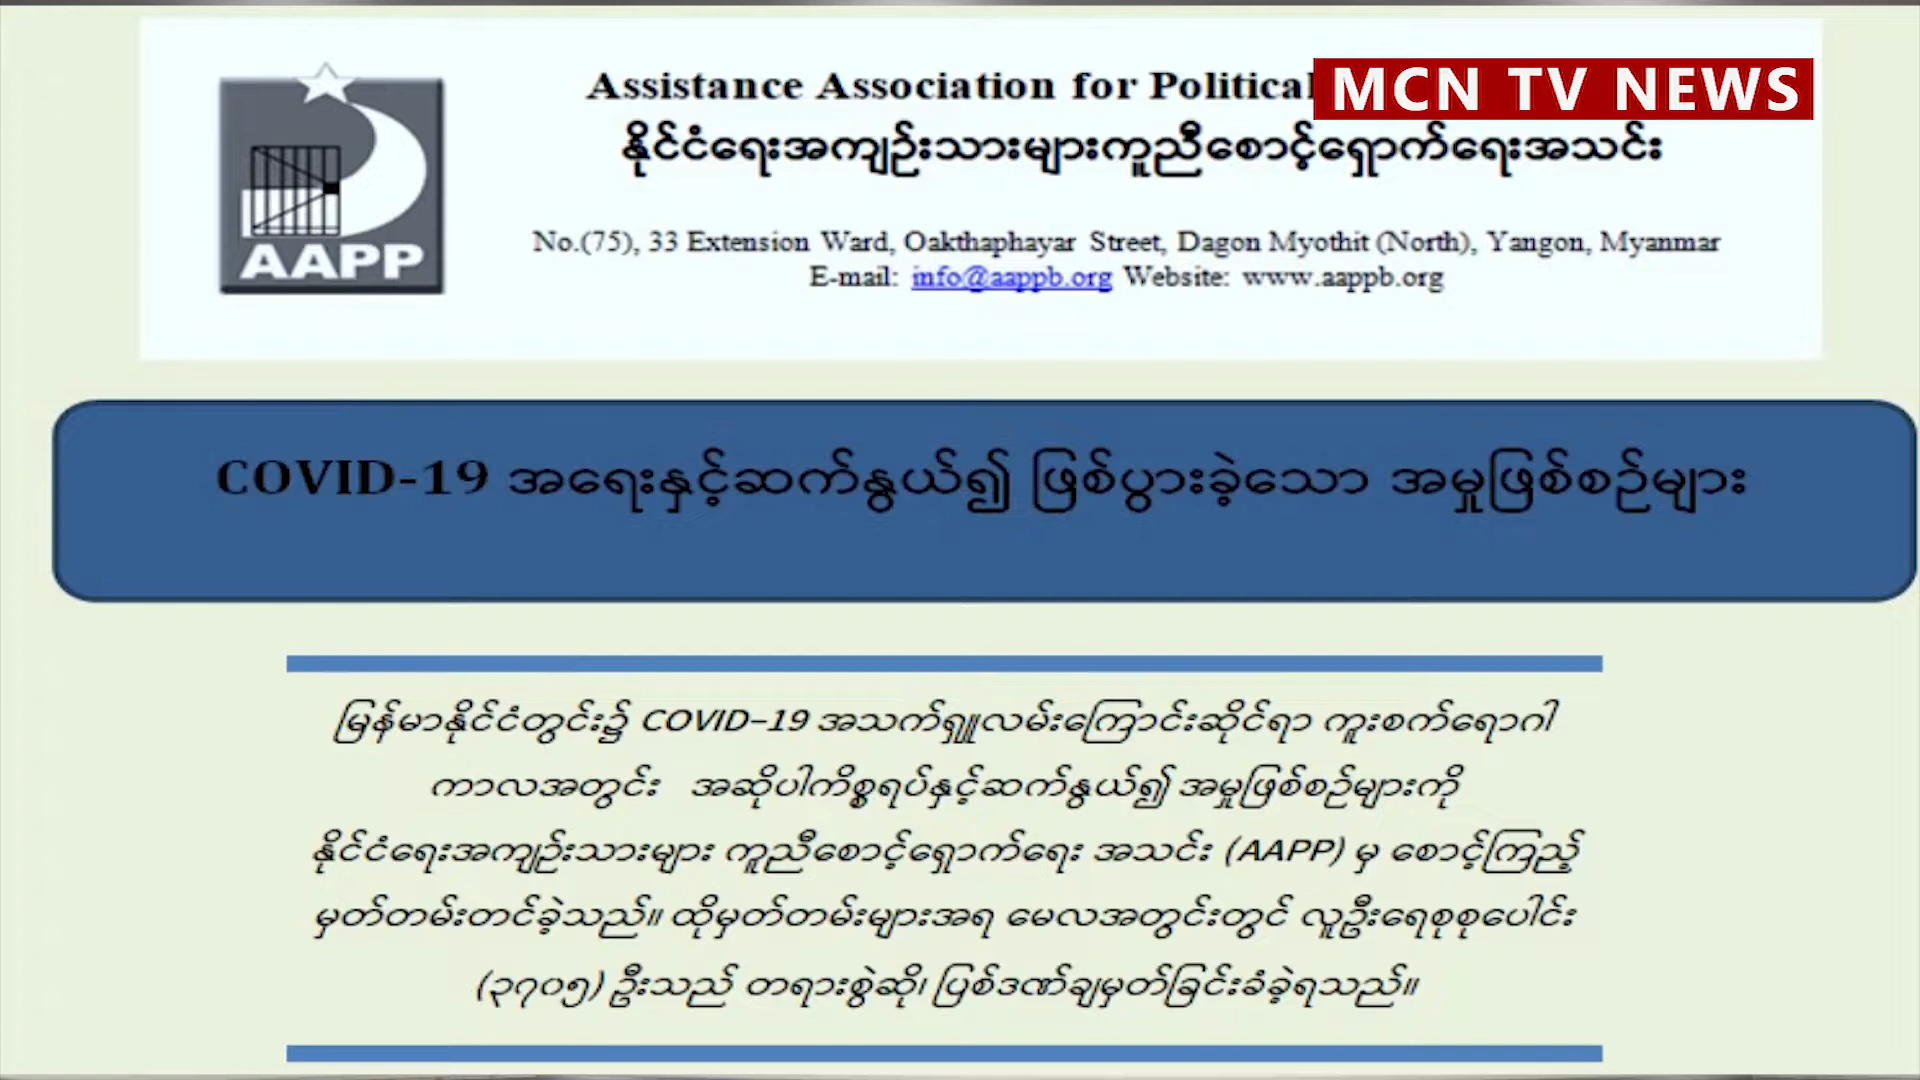 MCN TV NEWS
Assistance Association for Political
နိုင်ငံရေးအကျဉ်းသားများကူညီစောင့်ရှောက်ရေးအသင်း
AAPP
No.(75), 33 Extension Ward, Oakthaphayar Street, Dagon Myothit (North), Yangon, Myanmar
E-mail: info@aappb.org Website: www.aappb.org
COVID-19 အရေးနှင့်ဆက်နွယ်၍ ဖြစ်ပွားခဲ့သော အမှုဖြစ်စဉ်များ
မြန်မာနိုင်ငံတွင်း၌ COVID-19 အသက်ရှူလမ်းကြောင်းဆိုင်ရာ ကူးစက်ရောဂါ
ကာလအတွင်း အဆိုပါကိစ္စရပ်နှင့်ဆက်နွယ်၍ အမှုဖြစ်စဉ်များကို
နိုင်ငံရေးအကျဉ်းသားများ ကူညီစောင့်ရှောက်ရေး အသင်း (AAPP) မှ စောင့်ကြည့်
မှတ်တမ်းတင်ခဲ့သည်။ ထိုမှတ်တမ်းများအရ မေလအတွင်းတွင် လူဦးရေစုစုပေါင်း
(၃၇၀၅) ဦးသည် တရားစွဲဆို၊ ပြစ်ဒဏ်ချမှတ်ခြင်းခံခဲ့ရသည်။